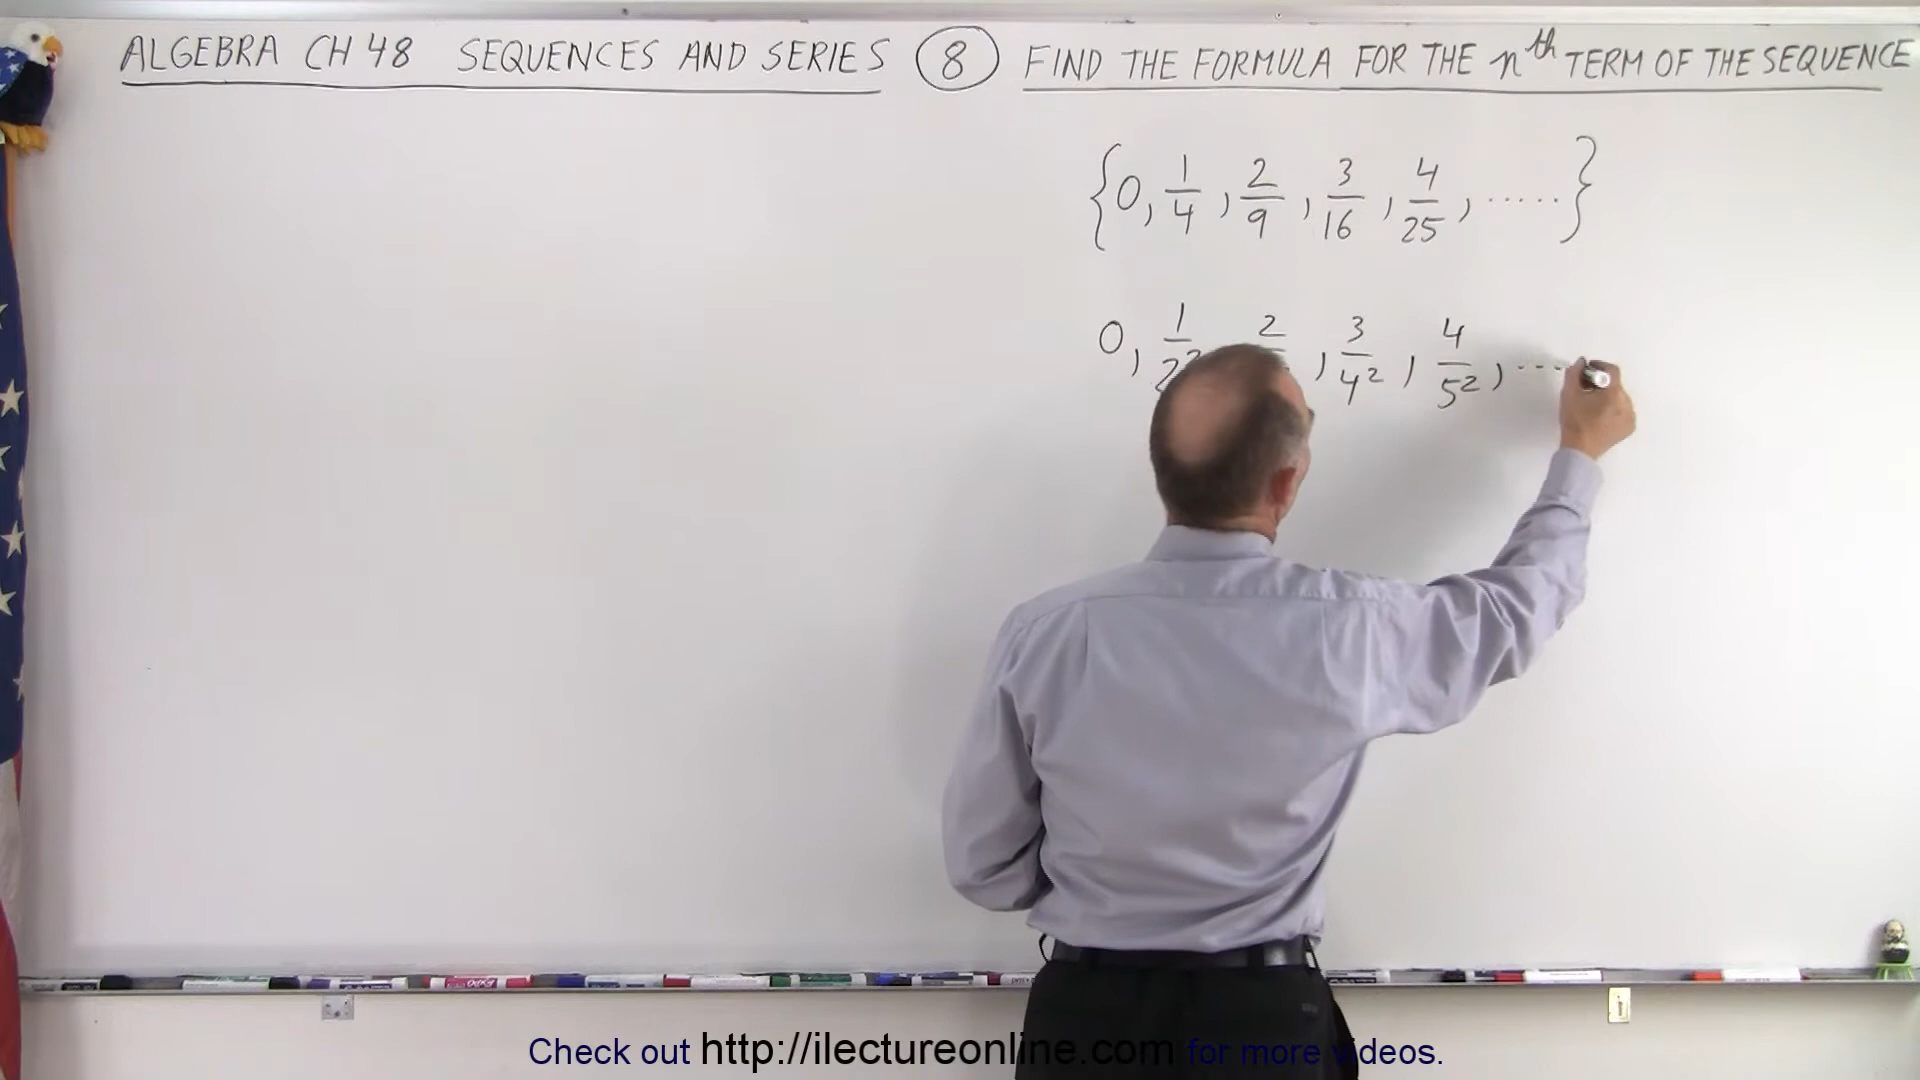 ALGEBRA CH 48 SEQUENCES AND SERIES 8 FIND THE FORMULA FOR THE nth TERM OF THE SEQUENCE
{0, 1/4, 2/9, 3/16, 4/25, .....}
0, 1/2², 2, 3/4², 4/5², ...
Check out http://ilectureonline.com for more videos.